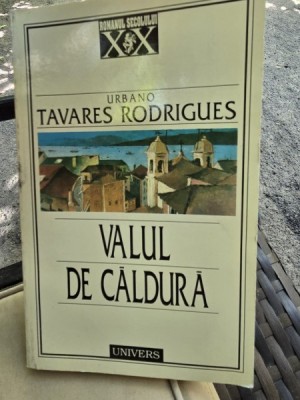 ROMANUL SECOLULUI
XX
URBANO
TAVARES RODRIGUES
VALUL
DE CĂLDURĂ
UNIVERS